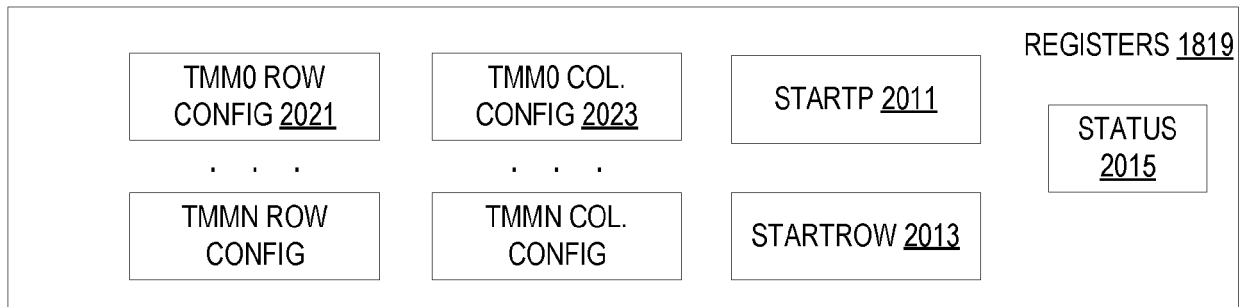 REGISTERS 1819
TMM0 ROW
CONFIG 2021
TMM0 COL.
CONFIG 2023
STARTP 2011
STATUS
2015
. . .
. . .
TMMN ROW
CONFIG
TMMN COL.
CONFIG
STARTROW 2013